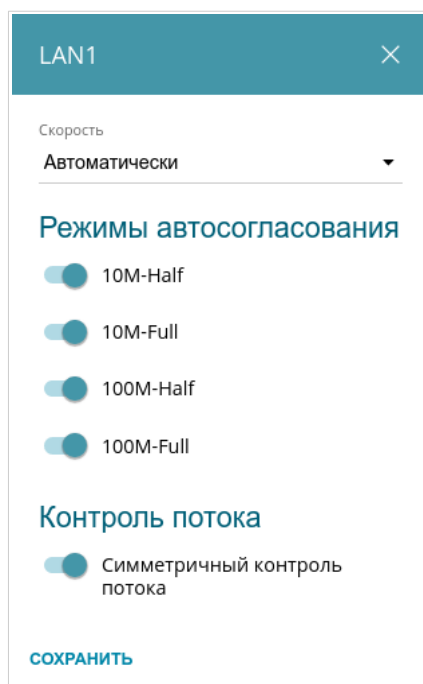 LAN1
Скорость
Автоматически
Режимы автосогласования
10M-Half
10M-Full
100M-Half
100M-Full
Контроль потока
Симметричный контроль
потока
СОХРАНИТЬ